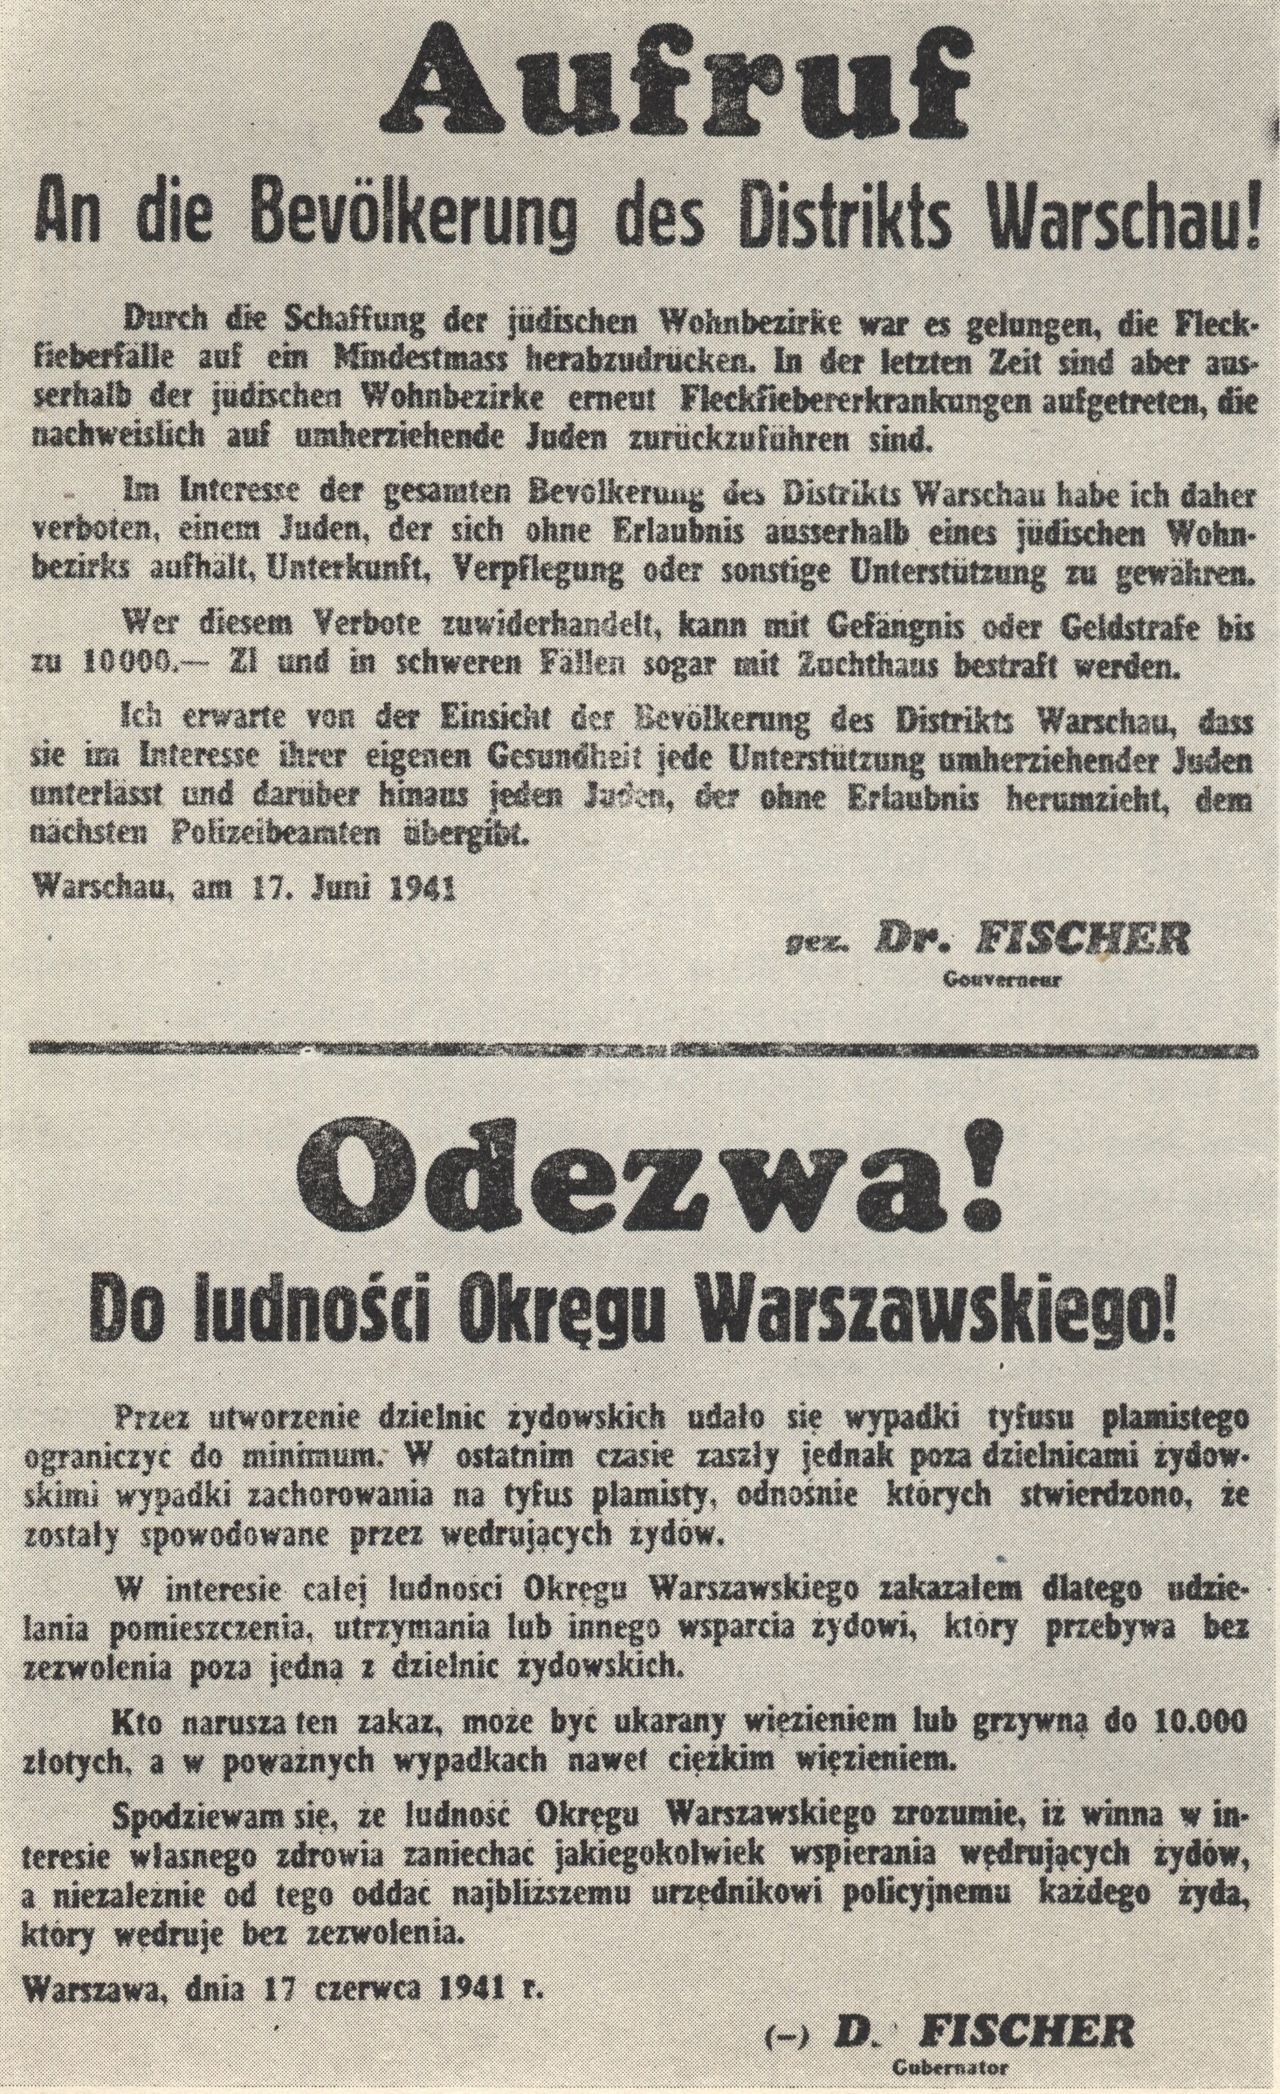 Aufruf
An die Bevölkerung des Distrikts Warschau!
Durch die Schaffung der jüdischen Wohnbezirke war es gelungen, die Fleck-
fieberfälle auf ein Mindestmass herabzudrücken. In der letzten Zeit sind aber aus-
serhalb der jüdischen Wohnbezirke erneut Fleckfiebererkrankungen aufgetreten, die
nachweislich auf umherziehende Juden zurückzuführen sind.
Im Interesse der gesamten Bevölkerung des Distrikts Warschau habe ich daher
verboten, einem Juden, der sich ohne Erlaubnis ausserhalb eines jüdischen Wohn-
bezirks aufhält, Unterkunft, Verpflegung oder sonstige Unterstützung zu gewähren.
Wer diesem Verbote zuwiderhandelt, kann mit Gefängnis oder Geldstrafe bis
zu 10000.— Zl und in schweren Fällen sogar mit Zuchthaus bestraft werden.
Ich erwarte von der Einsicht der Bevölkerung des Distrikts Warschau, dass
sie im Interesse ihrer eigenen Gesundheit jede Unterstützung umherziehender Juden
unterlässt und darüber hinaus jeden Juden, der ohne Erlaubnis herumzieht, dem
nächsten Polizeibeamten übergibt.
Warschau, am 17. Juni 1941
gez. Dr. FISCHER
Gouverneur
Odezwa!
Do ludności Okręgu Warszawskiego!
Przez utworzenie dzielnic żydowskich udało się wypadki tyfusu plamistego
ograniczyć do minimum. W ostatnim czasie zaszły jednak poza dzielnicami żydow-
skimi wypadki zachorowania na tyfus plamisty, odnośnie których stwierdzono, że
zostały spowodowane przez wędrujących żydów.
W interesie całej ludności Okręgu Warszawskiego zakazałem dlatego udzie-
lania pomieszczenia, utrzymania lub innego wsparcia żydowi, który przebywa bez
zezwolenia poza jedną z dzielnic żydowskich.
Kto narusza ten zakaz, może być ukarany więzieniem lub grzywną do 10.000
złotych, a w poważnych wypadkach nawet ciężkim więzieniem.
Spodziewam się, że ludność Okręgu Warszawskiego zrozumie, iż winna w in-
teresie własnego zdrowia zaniechać jakiegokolwiek wspierania wędrujących żydów,
a niezależnie od tego oddać najbliższemu urzędnikowi policyjnemu każdego żyda,
który wędruje bez zezwolenia.
Warszawa, dnia 17 czerwca 1941 r.
(–) D. FISCHER
Gubernator